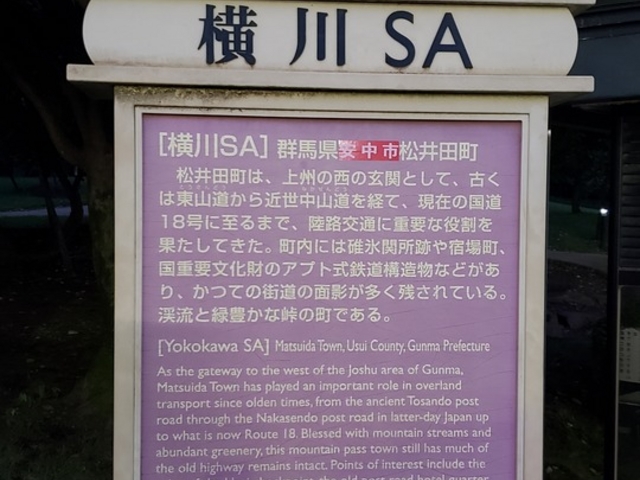 横川 SA
[横川SA] 群馬県安中市松井田町
松井田町は、上州の西の玄関として、古く
は東山道から近世中山道を経て、現在の国道
18号に至るまで、陸路交通に重要な役割を
果たしてきた。町内には碓氷関所跡や宿場町、
国重要文化財のアプト式鉄道構造物などがあ
り、かつての街道の面影が多く残されている。
渓流と緑豊かな峠の町である。
[Yokokawa SA] Matsuida Town, Usui County, Gunma Prefecture
As the gateway to the west of the Joshu area of Gunma,
Matsuida Town has played an important role in overland
transport since olden times, from the ancient Tosando post
road through the Nakasendo post road in latter-day Japan up
to what is now Route 18. Blessed with mountain streams and
abundant greenery, this mountain pass town still has much of
the old highway remains intact. Points of interest include the